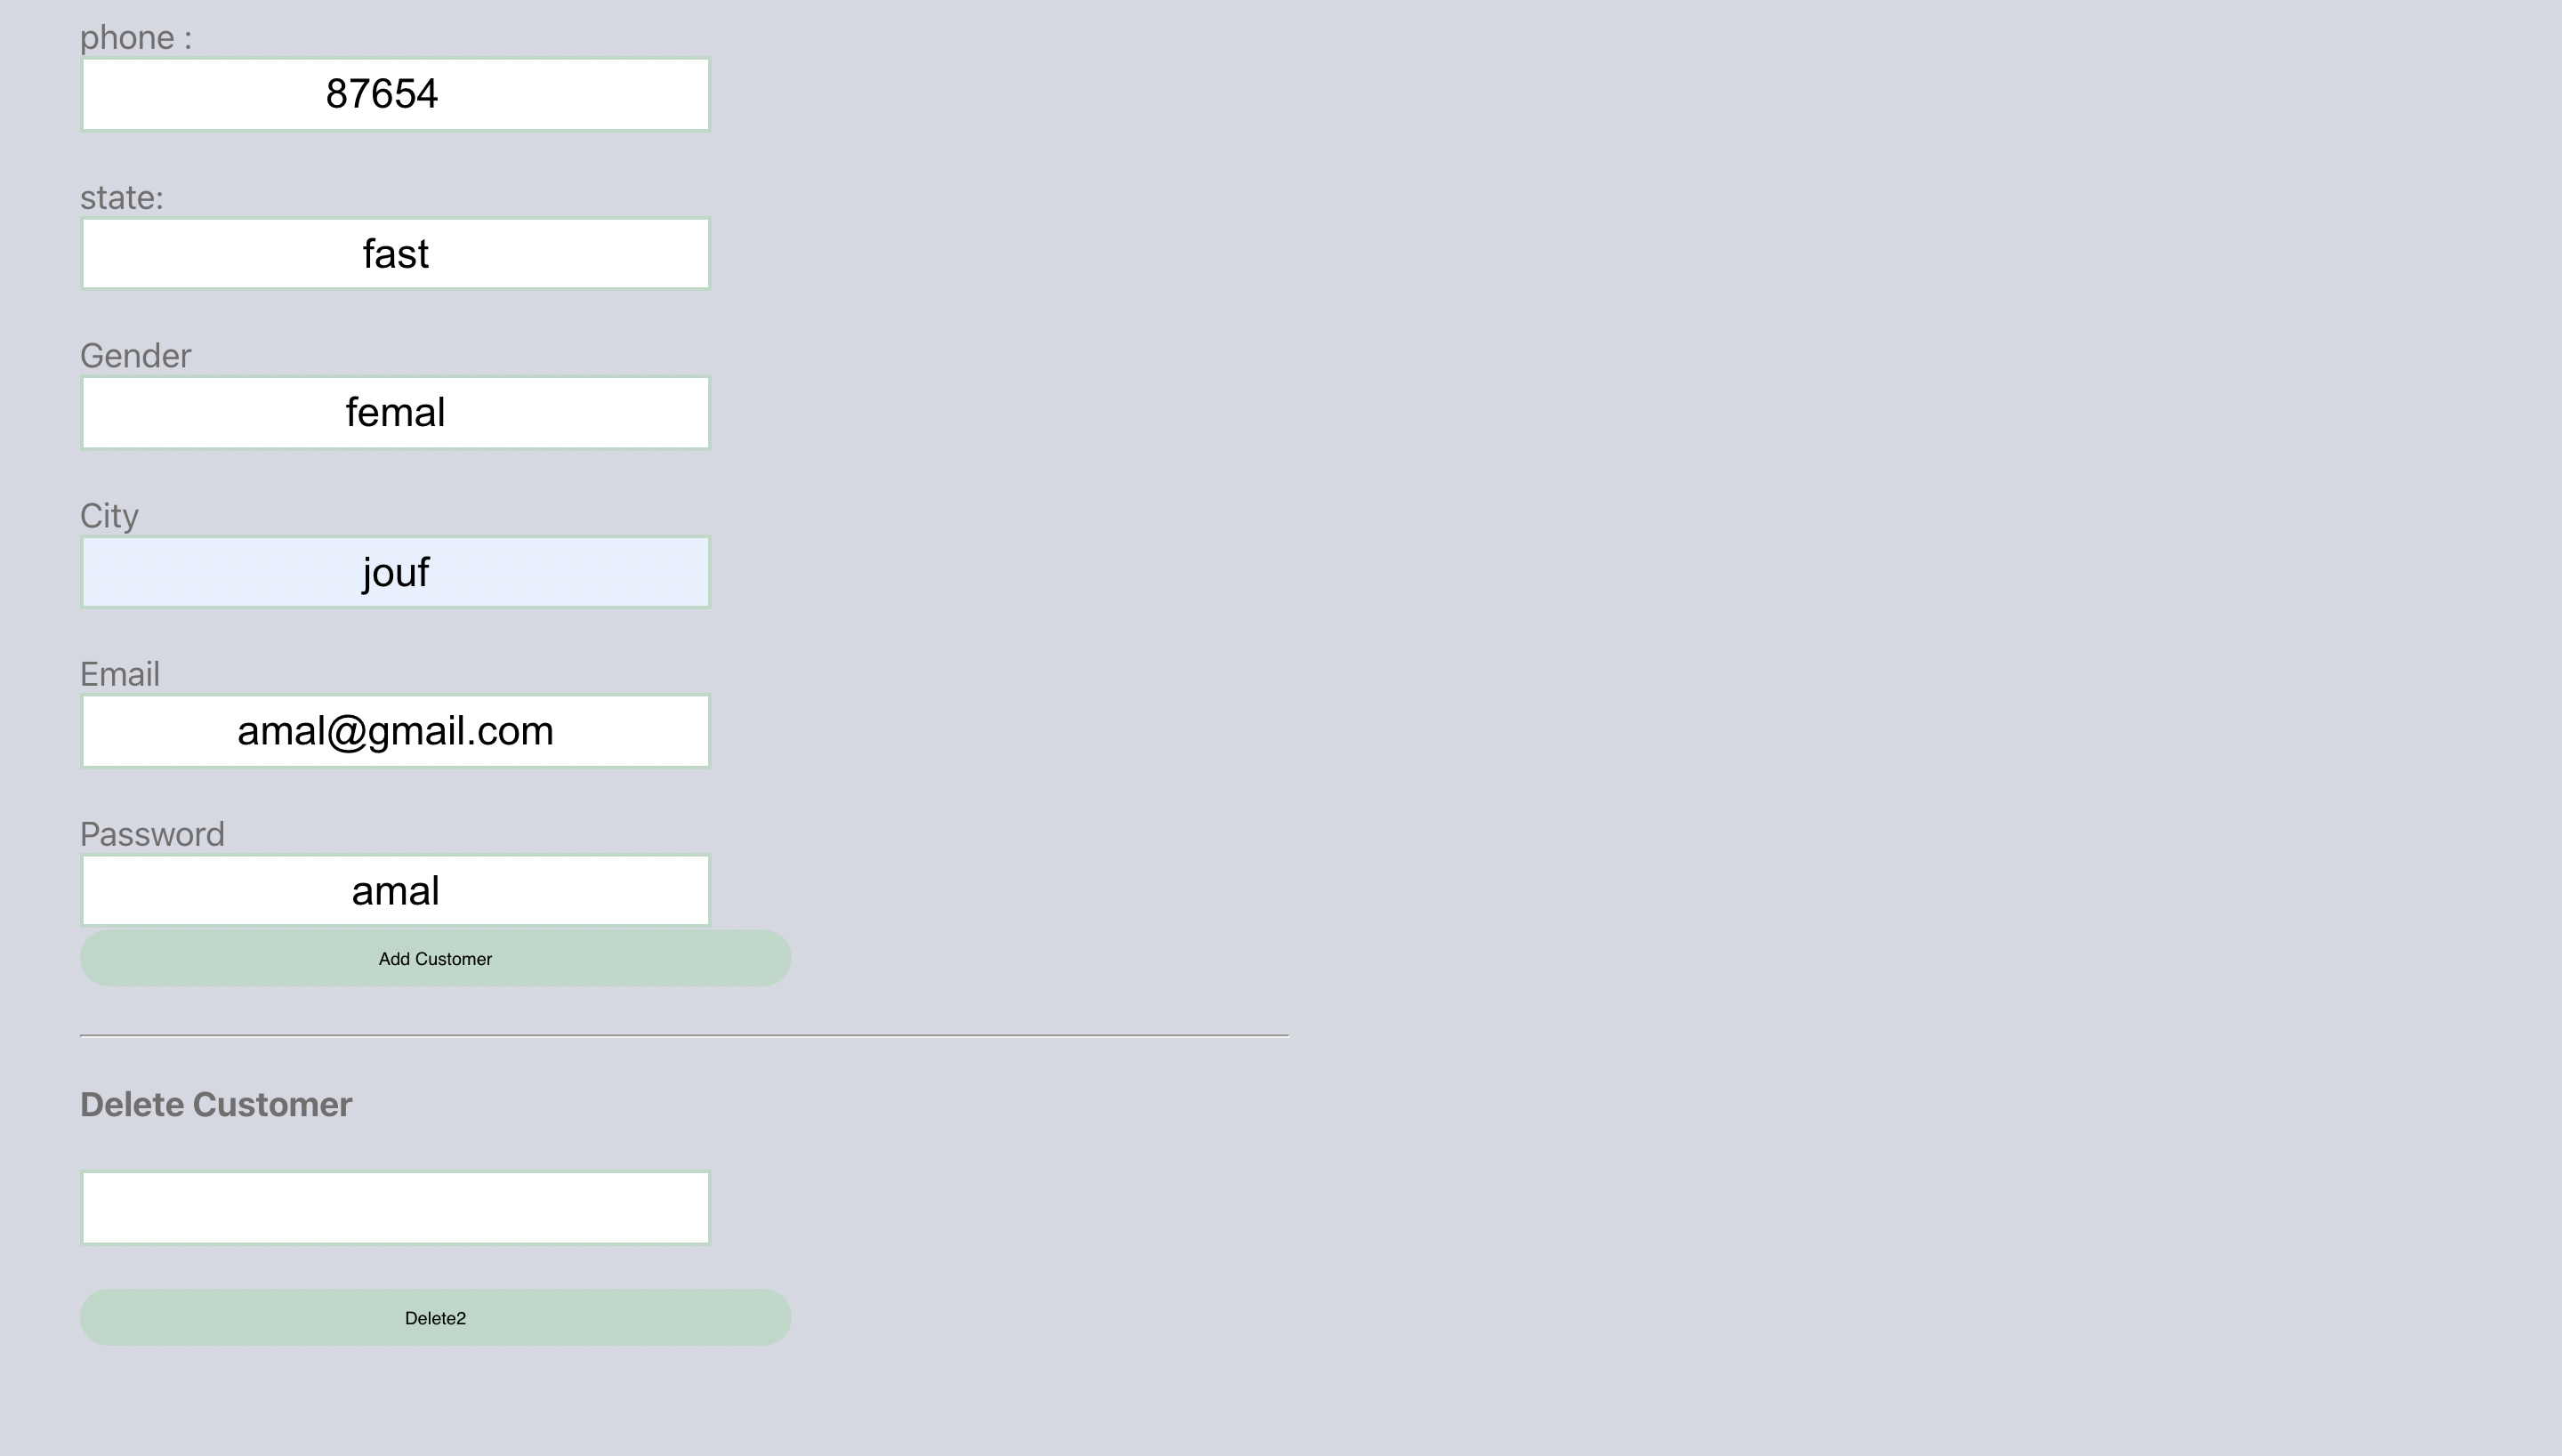 phone :
87654
state:
fast
Gender
femal
City
jouf
Email
amal@gmail.com
Password
amal
Add Customer
Delete Customer
Delete2